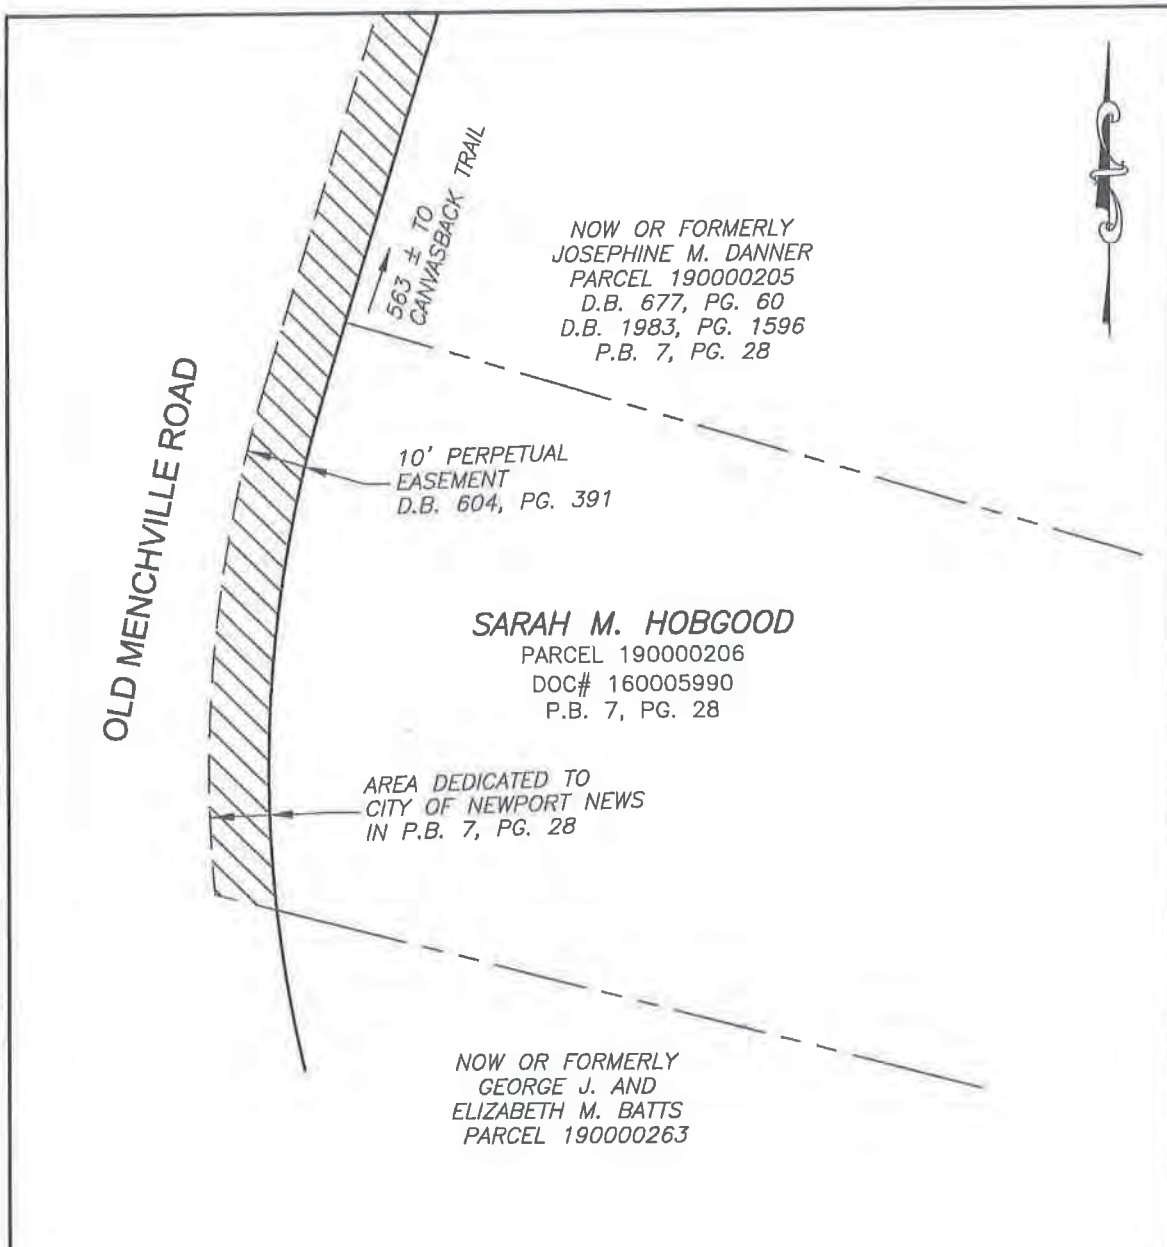 563 ± TO
CANVASBACK TRAIL
NOW OR FORMERLY
JOSEPHINE M. DANNER
PARCEL 190000205
D.B. 677, PG. 60
D.B. 1983, PG. 1596
P.B. 7, PG. 28
OLD MENCHVILLE ROAD
10' PERPETUAL
EASEMENT
D.B. 604, PG. 391
SARAH M. HOBGOOD
PARCEL 190000206
DOC# 160005990
P.B. 7, PG. 28
AREA DEDICATED TO
CITY OF NEWPORT NEWS
IN P.B. 7, PG. 28
NOW OR FORMERLY
GEORGE J. AND
ELIZABETH M. BATTS
PARCEL 190000263